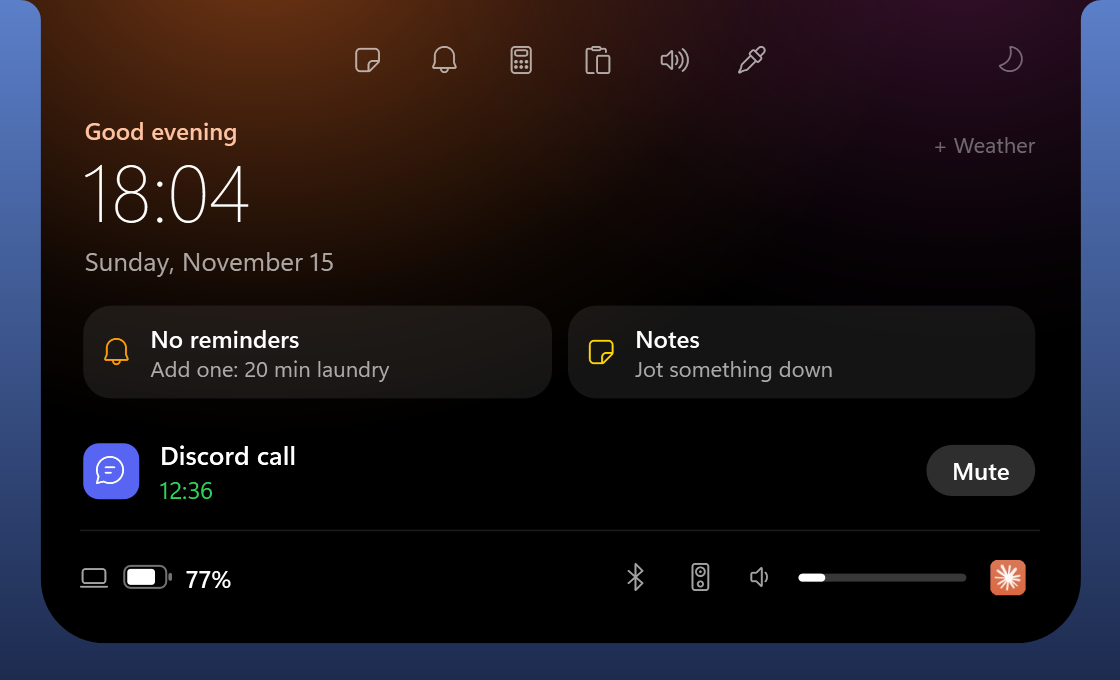 Good evening
+ Weather
18:04
Sunday, November 15
No reminders
Add one: 20 min laundry
Notes
Jot something down
Discord call
12:36
Mute
77%